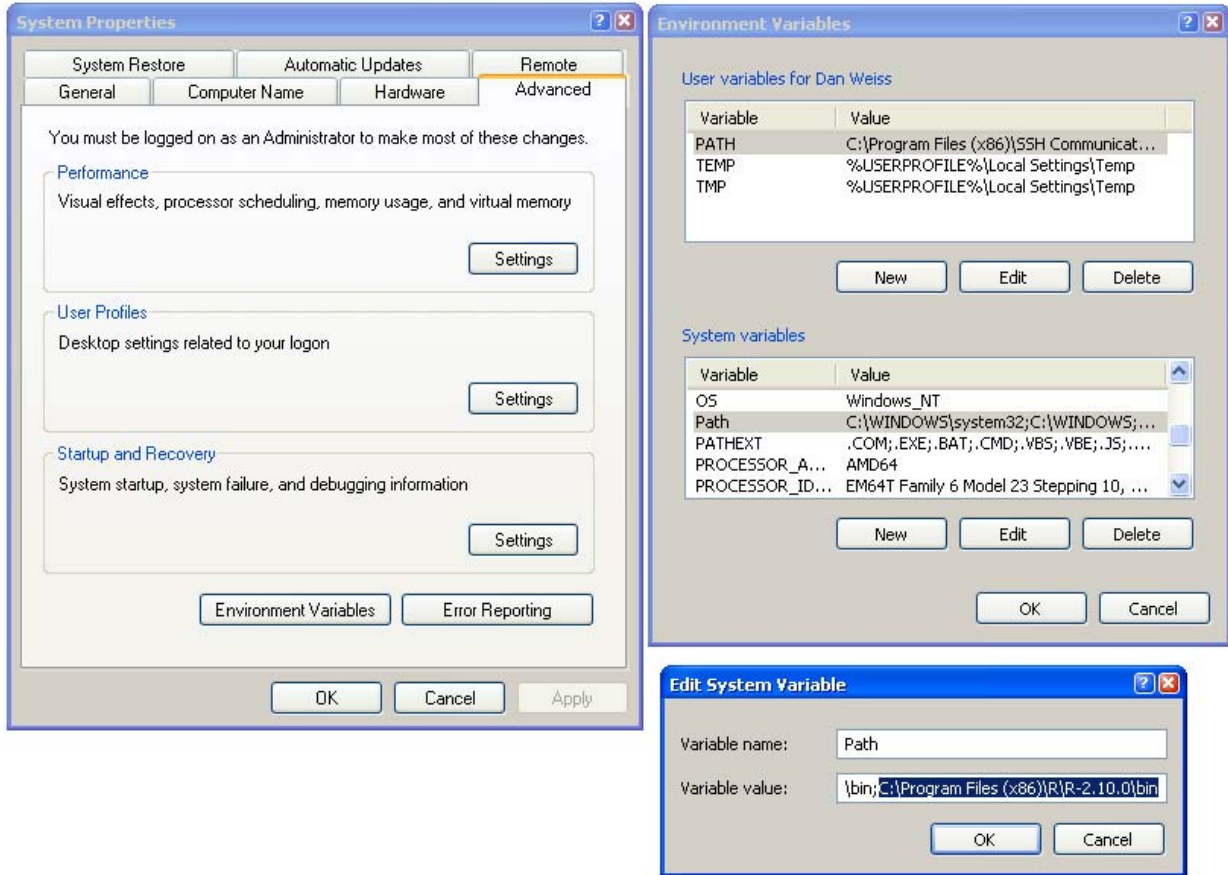 System Properties
System Restore Automatic Updates Remote
General Computer Name Hardware Advanced
You must be logged on as an Administrator to make most of these changes.
Performance
Visual effects, processor scheduling, memory usage, and virtual memory
Settings
User Profiles
Desktop settings related to your logon
Settings
Startup and Recovery
System startup, system failure, and debugging information
Settings
Environment Variables Error Reporting
OK Cancel Apply
Environment Variables
User variables for Dan Weiss
Variable Value
PATH C:\Program Files (x86)\SSH Communicat...
TEMP %USERPROFILE%\Local Settings\Temp
TMP %USERPROFILE%\Local Settings\Temp
New Edit Delete
System variables
Variable Value
OS Windows_NT
Path C:\WINDOWS\system32;C:\WINDOWS;...
PATHEXT .COM;.EXE;.BAT;.CMD;.VBS;.VBE;.JS;....
PROCESSOR_A... AMD64
PROCESSOR_ID... EM64T Family 6 Model 23 Stepping 10, ...
New Edit Delete
OK Cancel
Edit System Variable
Variable name: Path
Variable value: \bin;C:\Program Files (x86)\R\R-2.10.0\bin
OK Cancel